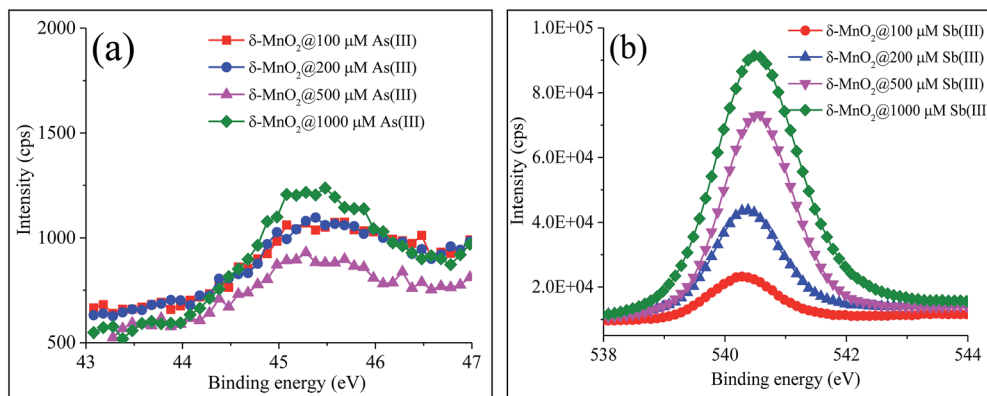 (a)
δ-MnO₂@100 μM As(III)
δ-MnO₂@200 μM As(III)
δ-MnO₂@500 μM As(III)
δ-MnO₂@1000 μM As(III)
2000
1500
1000
500
Intensity (cps)
43 44 45 46 47
Binding energy (eV)
(b)
δ-MnO₂@100 μM Sb(III)
δ-MnO₂@200 μM Sb(III)
δ-MnO₂@500 μM Sb(III)
δ-MnO₂@1000 μM Sb(III)
1.0E+05
8.0E+04
6.0E+04
4.0E+04
2.0E+04
Intensity (cps)
538 540 542 544
Binding energy (eV)